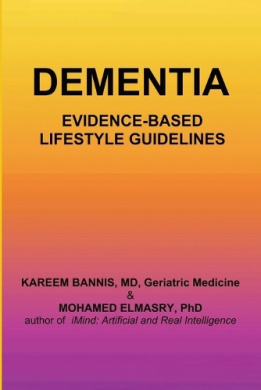 DEMENTIA
EVIDENCE-BASED
LIFESTYLE GUIDELINES
KAREEM BANNIS, MD, Geriatric Medicine
&
MOHAMED ELMASRY, PhD
author of iMind: Artificial and Real Intelligence